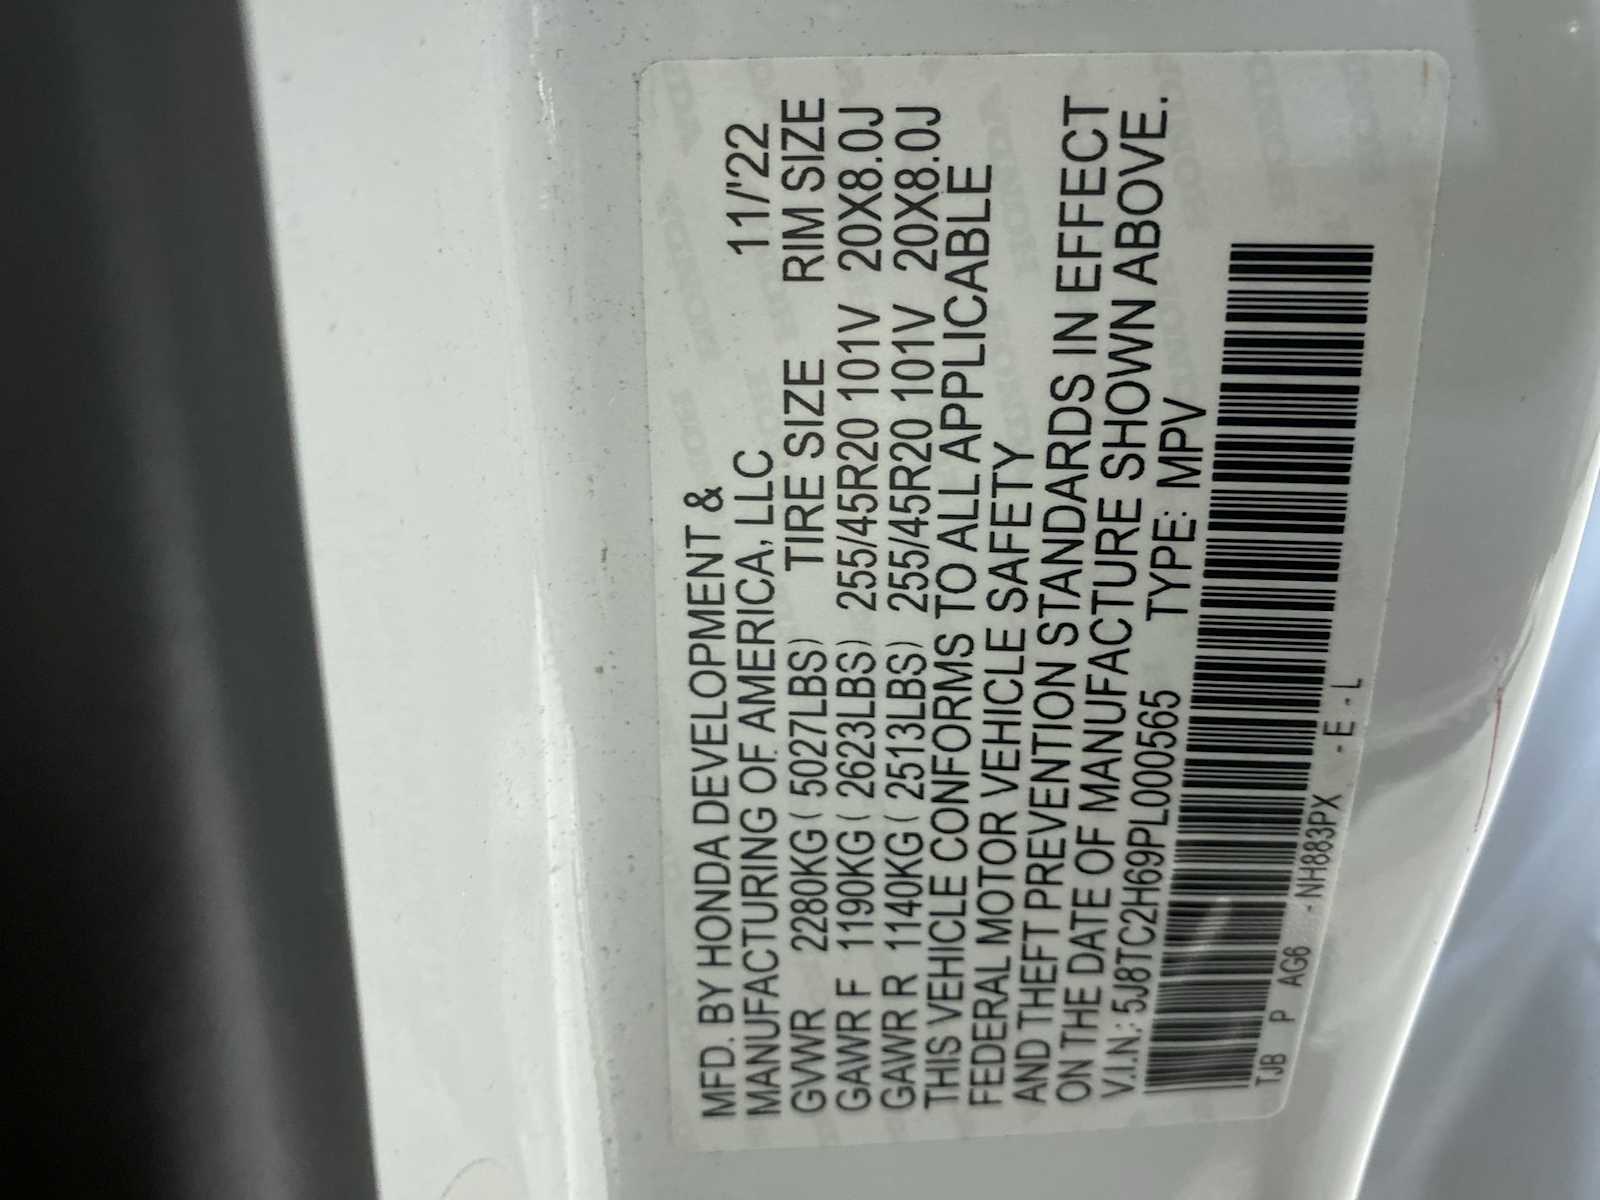 MFD. BY HONDA DEVELOPMENT &
MANUFACTURING OF AMERICA, LLC 11/'22
GVWR 2280KG ( 5027LBS) TIRE SIZE RIM SIZE
GAWR F 1190KG ( 2623LBS) 255/45R20 101V 20X8.0J
GAWR R 1140KG ( 2513LBS) 255/45R20 101V 20X8.0J
THIS VEHICLE CONFORMS TO ALL APPLICABLE
FEDERAL MOTOR VEHICLE SAFETY
AND THEFT PREVENTION STANDARDS IN EFFECT
ON THE DATE OF MANUFACTURE SHOWN ABOVE.
V.I.N.: 5J8TC2H69PL000565 TYPE: MPV
TJB P AG6 - NH883PX - E - L